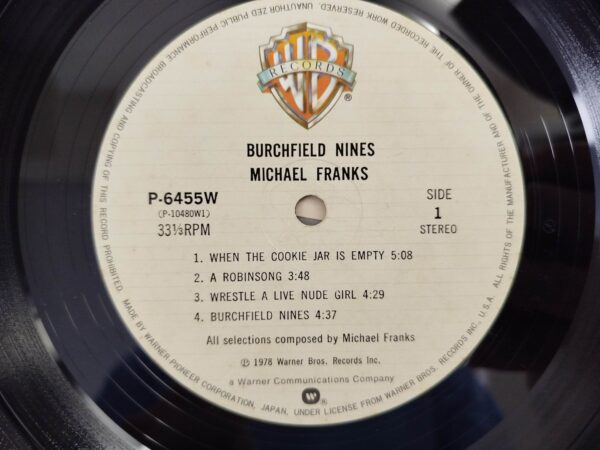 UNAUTHORIZED PUBLIC PERFORMANCE BROADCASTING AND COPYING OF THIS RECORD PROHIBITED.
ALL RIGHTS OF THE MANUFACTURER AND OF THE OWNER OF THE RECORDED WORK RESERVED.
WB
RECORDS
®
BURCHFIELD NINES
MICHAEL FRANKS
P-6455W
(P-10480W1)
33⅓RPM
SIDE
1
STEREO
1. WHEN THE COOKIE JAR IS EMPTY 5:08
2. A ROBINSONG 3:48
3. WRESTLE A LIVE NUDE GIRL 4:29
4. BURCHFIELD NINES 4:37
All selections composed by Michael Franks
℗ 1978 Warner Bros. Records Inc.
a Warner Communications Company
®
MADE BY WARNER-PIONEER CORPORATION, JAPAN, UNDER LICENSE FROM WARNER BROS. RECORDS INC., U.S.A.